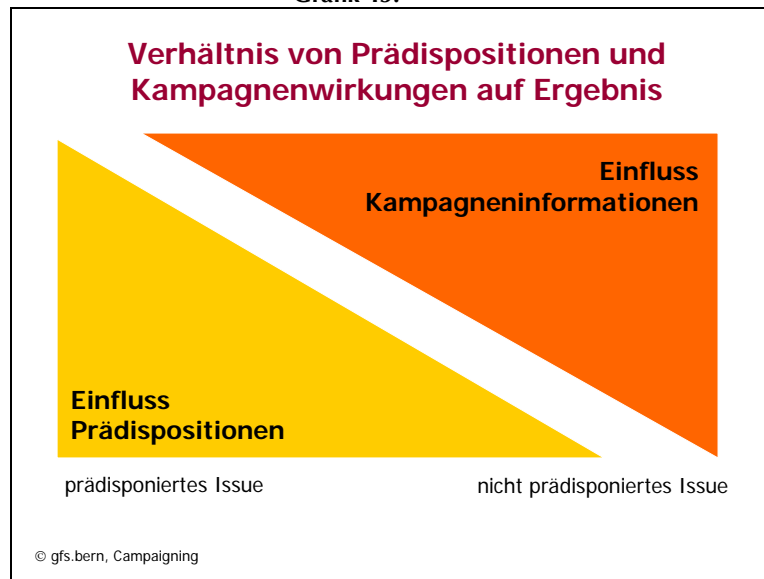 Verhältnis von Prädispositionen und
Kampagnenwirkungen auf Ergebnis
Einfluss
Kampagneninformationen
Einfluss
Prädispositionen
prädisponiertes Issue
nicht prädisponiertes Issue
© gfs.bern, Campaigning